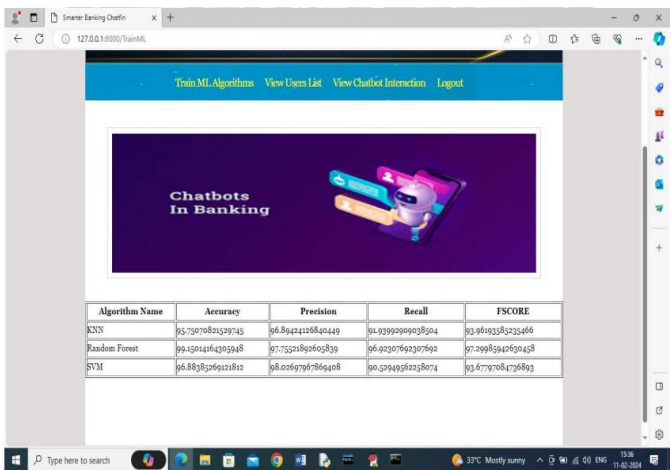 Smarter Banking Chatfin
127.0.0.1:8000/TrainML
Train ML Algorithms View Users List View Chatbot Interaction Logout
Chatbots
In Banking
Algorithm Name Accuracy Precision Recall FSCORE
KNN 95.75070821529745 96.89424126840449 91.93992909038504 93.96193585235466
Random Forest 99.15014164305948 97.75521892605839 96.92307692307692 97.29985942630458
SVM 96.88385269121812 98.02697967869408 90.52949562258074 93.67797084736893
Type here to search
33°C Mostly sunny
ENG
15:36
11-02-2024